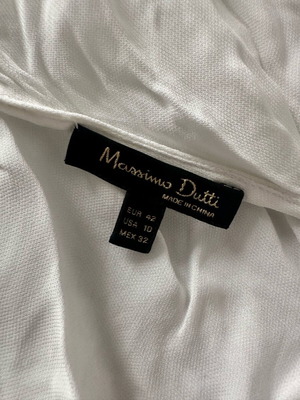 Massimo Dutti
MADE IN CHINA
EUR 42
USA 10
MEX 32